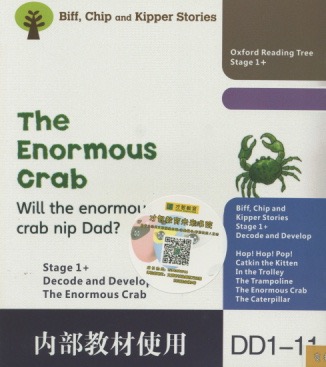 Biff, Chip and Kipper Stories
Oxford Reading Tree
Stage 1+
The
Enormous
Crab
Will the enormou
crab nip Dad?
Stage 1+
Decode and Develop
The Enormous Crab
Biff, Chip and
Kipper Stories
Stage 1+
Decode and Develop
Hop! Hop! Pop!
Catkin the Kitten
In the Trolley
The Trampoline
The Enormous Crab
The Caterpillar
内部教材使用
DD1-11